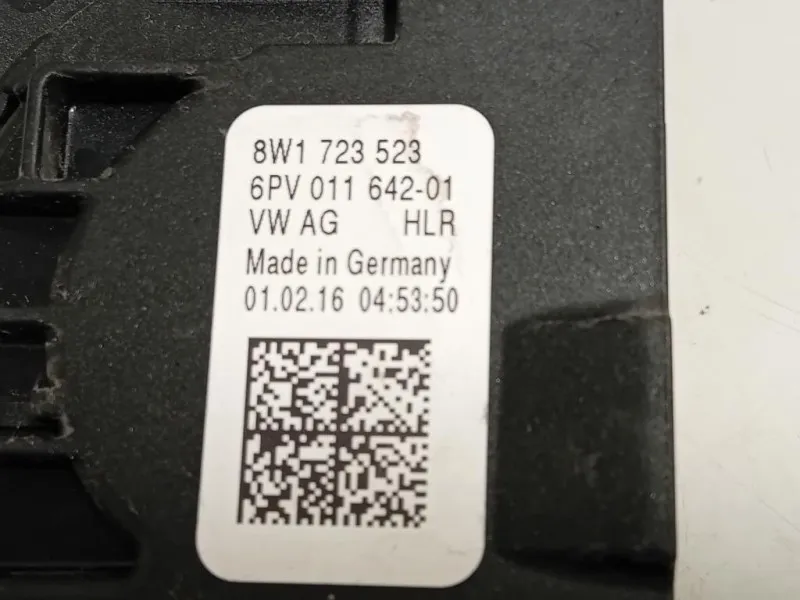 8W1 723 523
6PV 011 642-01
VW AG HLR
Made in Germany
01.02.16 04:53:50